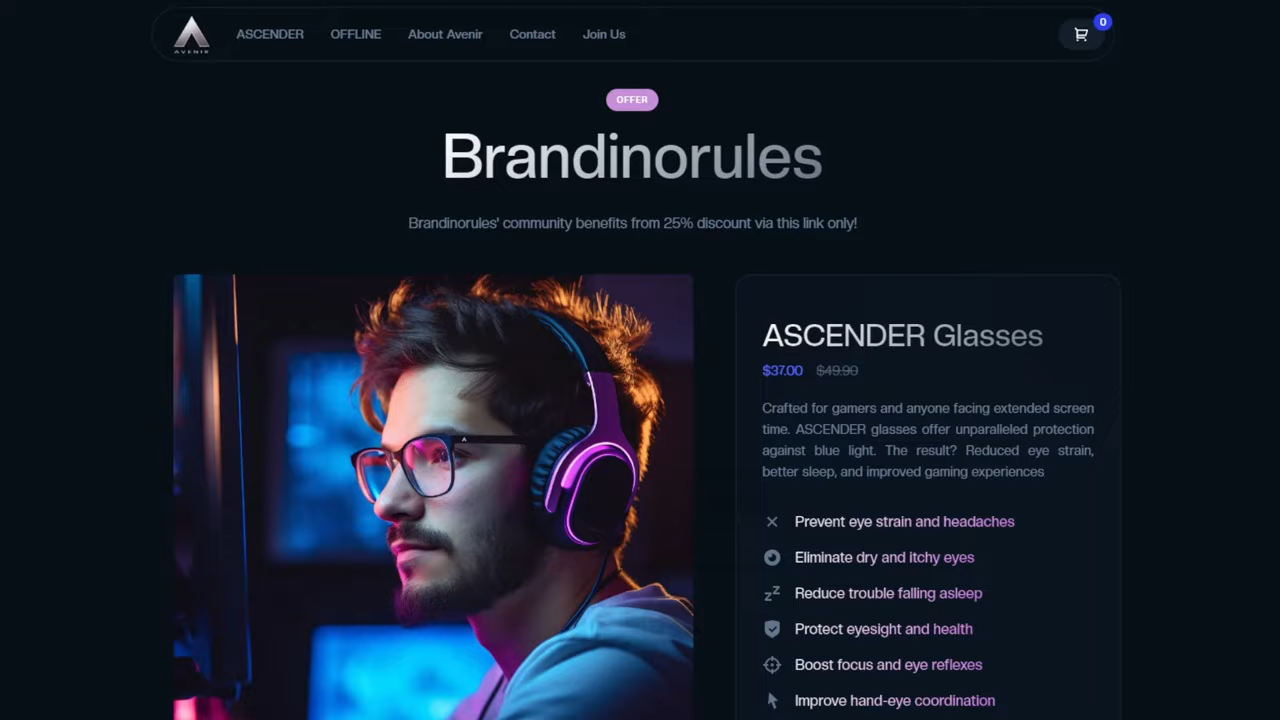 AVENIR
ASCENDER OFFLINE About Avenir Contact Join Us
0
OFFER
Brandinorules
Brandinorules' community benefits from 25% discount via this link only!
ASCENDER Glasses
$37.00 $49.90
Crafted for gamers and anyone facing extended screen
time. ASCENDER glasses offer unparalleled protection
against blue light. The result? Reduced eye strain,
better sleep, and improved gaming experiences
Prevent eye strain and headaches
Eliminate dry and itchy eyes
Reduce trouble falling asleep
Protect eyesight and health
Boost focus and eye reflexes
Improve hand-eye coordination